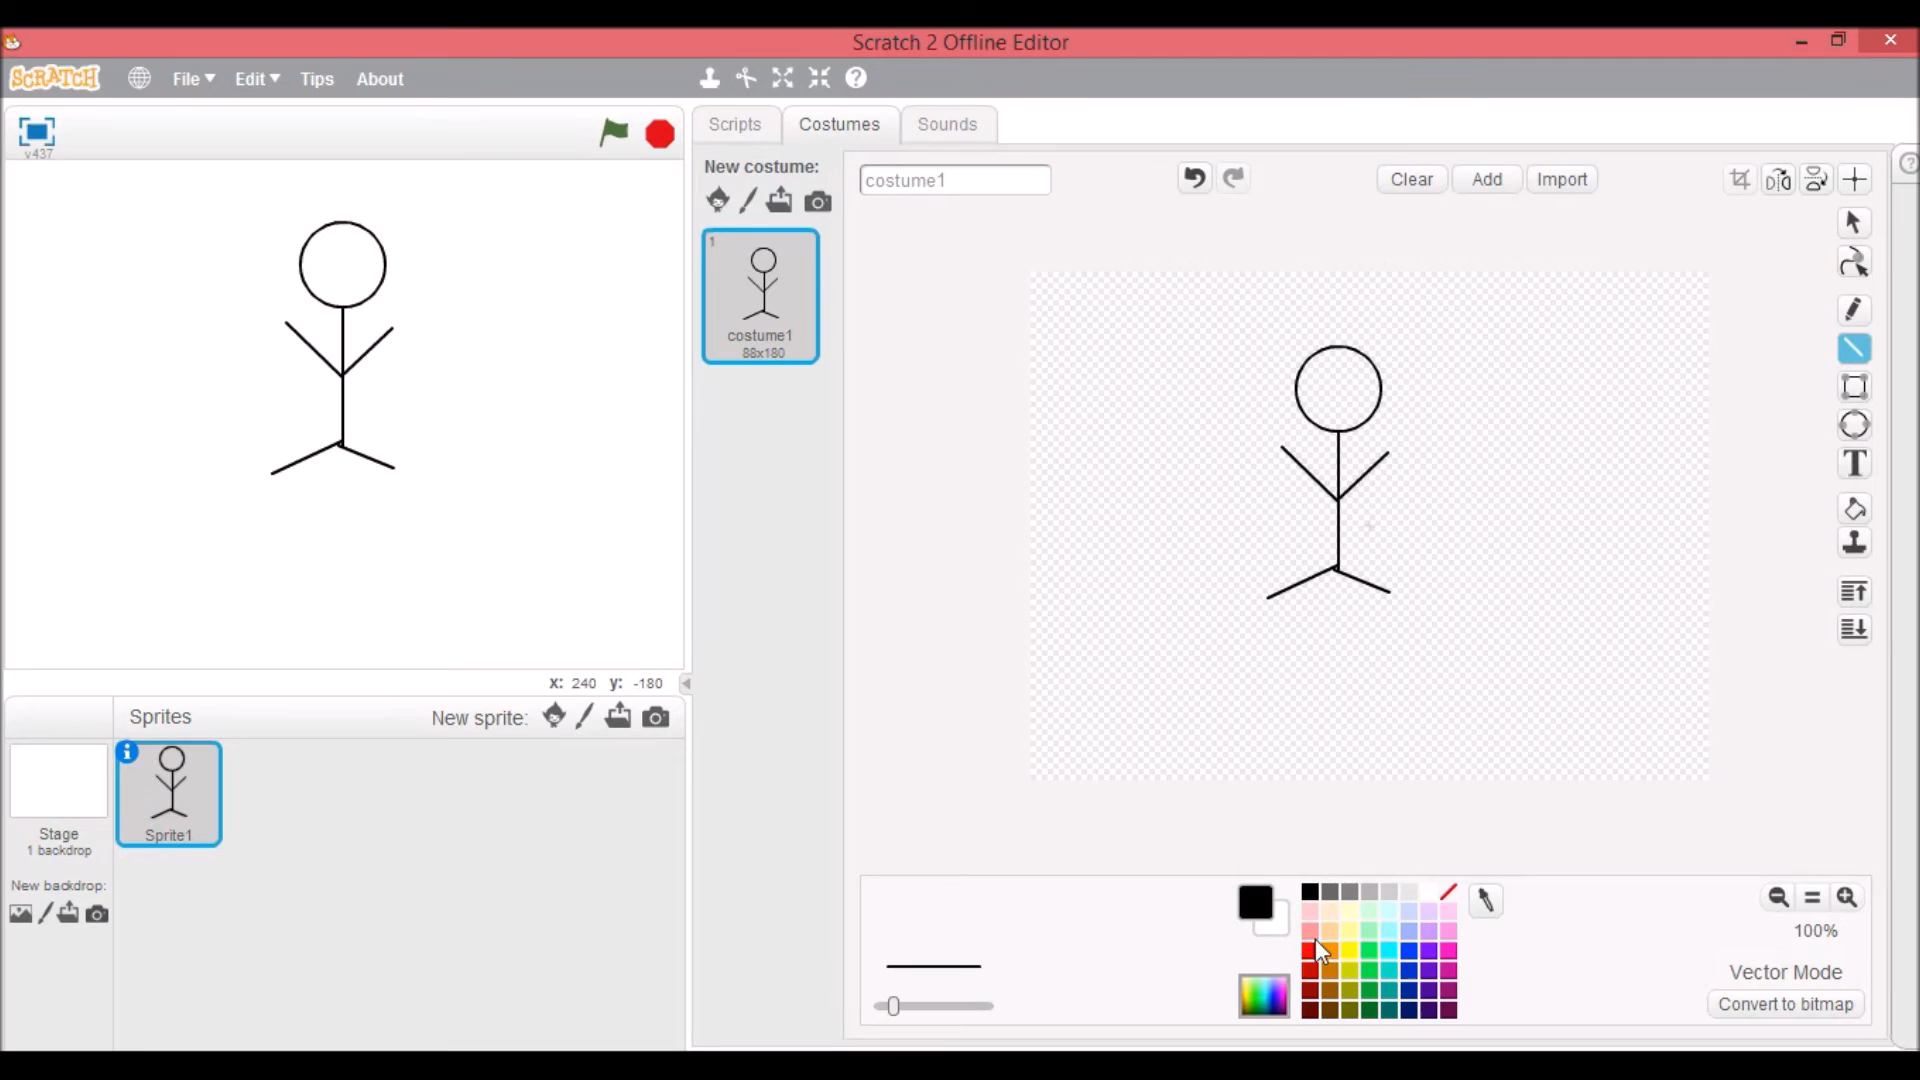 Scratch 2 Offline Editor
SCRATCH File Edit Tips About
v437
Scripts Costumes Sounds
New costume:
costume1
Clear Add Import
1
costume1
88x180
T
x: 240 y: -180
Sprites New sprite:
Sprite1
Stage
1 backdrop
New backdrop:
100%
Vector Mode
Convert to bitmap